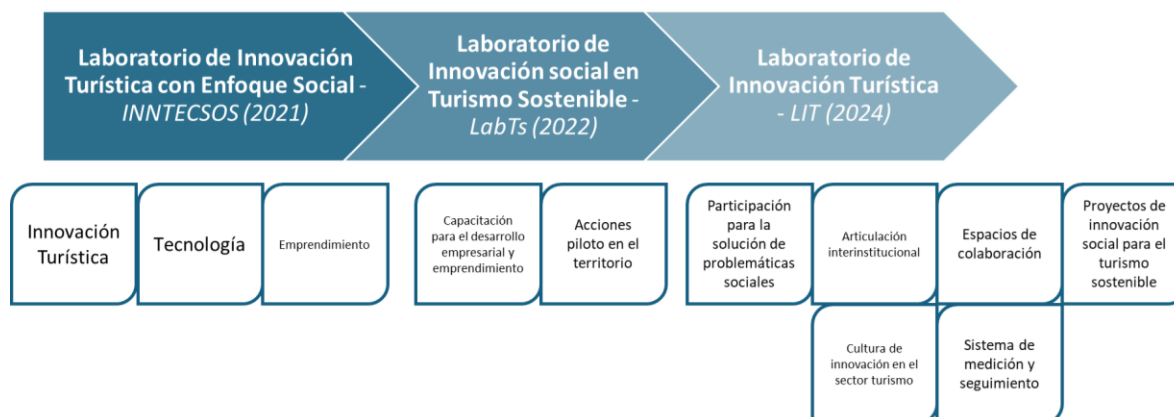 Laboratorio de Innovación
Turística con Enfoque Social -
INNTECSOS (2021)
Laboratorio de
Innovación social en
Turismo Sostenible -
LabTs (2022)
Laboratorio de
Innovación Turística
- LIT (2024)
Innovación
Turística
Tecnología
Emprendimiento
Capacitación
para el desarrollo
empresarial y
emprendimiento
Acciones
piloto en el
territorio
Participación
para la
solución de
problemáticas
sociales
Articulación
interinstitucional
Espacios de
colaboración
Proyectos de
innovación
social para el
turismo
sostenible
Cultura de
innovación en el
sector turismo
Sistema de
medición y
seguimiento